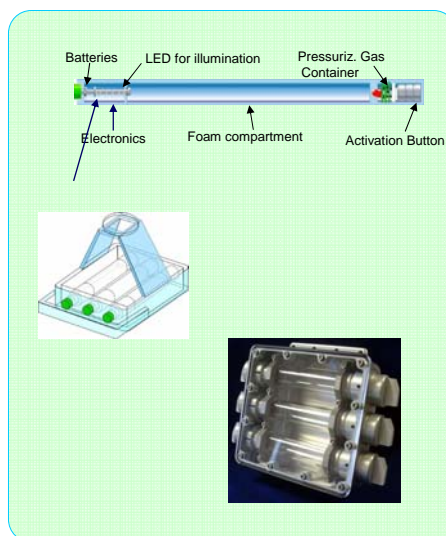 Batteries
LED for illumination
Pressuriz. Gas
Container
Electronics
Foam compartment
Activation Button